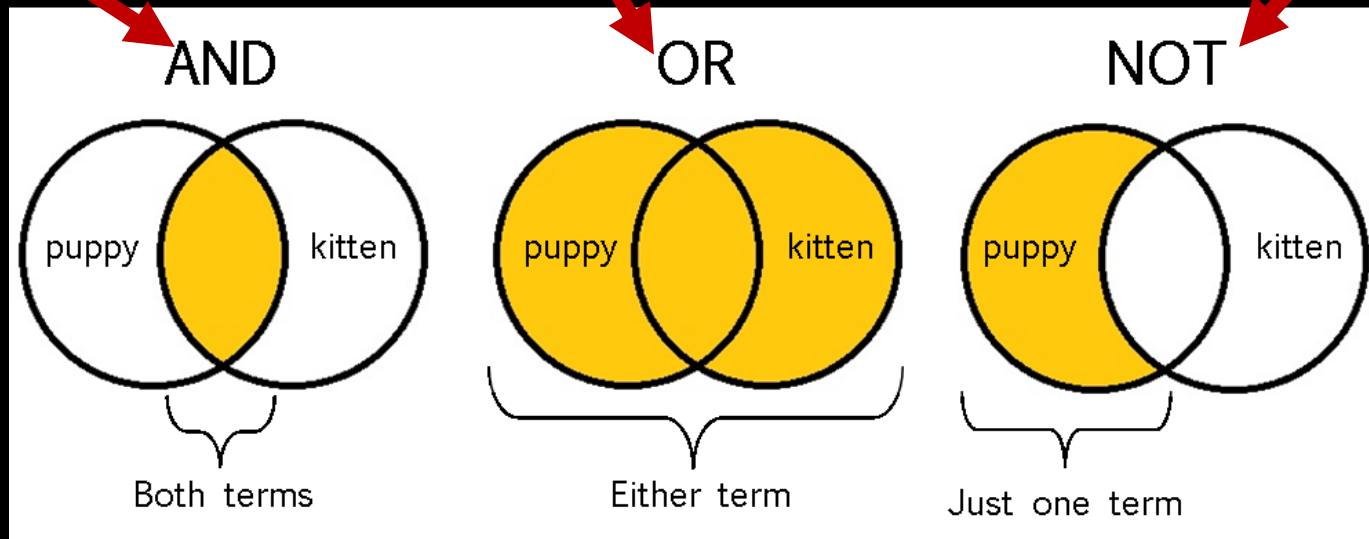 AND
OR
NOT
puppy
kitten
puppy
kitten
puppy
kitten
Both terms
Either term
Just one term